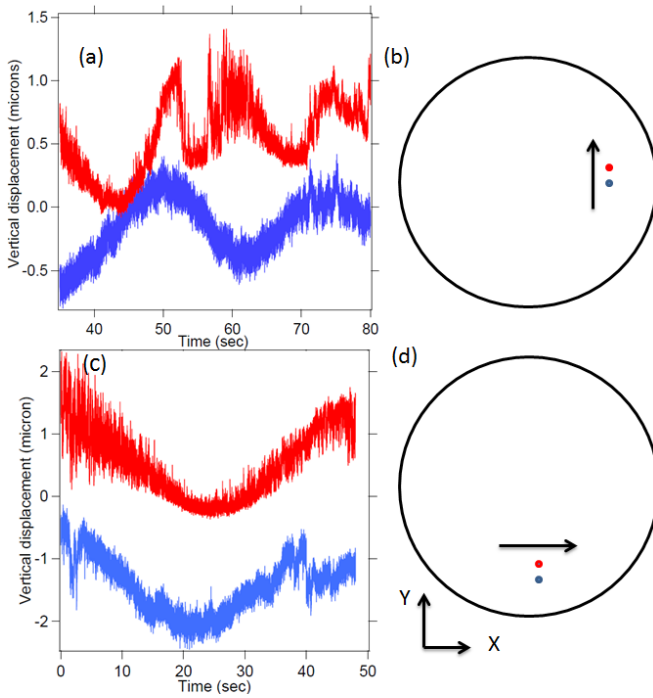 (a)
Vertical displacement (microns)
1.5
1.0
0.5
0.0
-0.5
40 50 60 70 80
Time (sec)
(b)
(c)
Vertical displacement (micron)
2
1
0
-1
-2
0 10 20 30 40 50
Time (sec)
(d)
Y
X